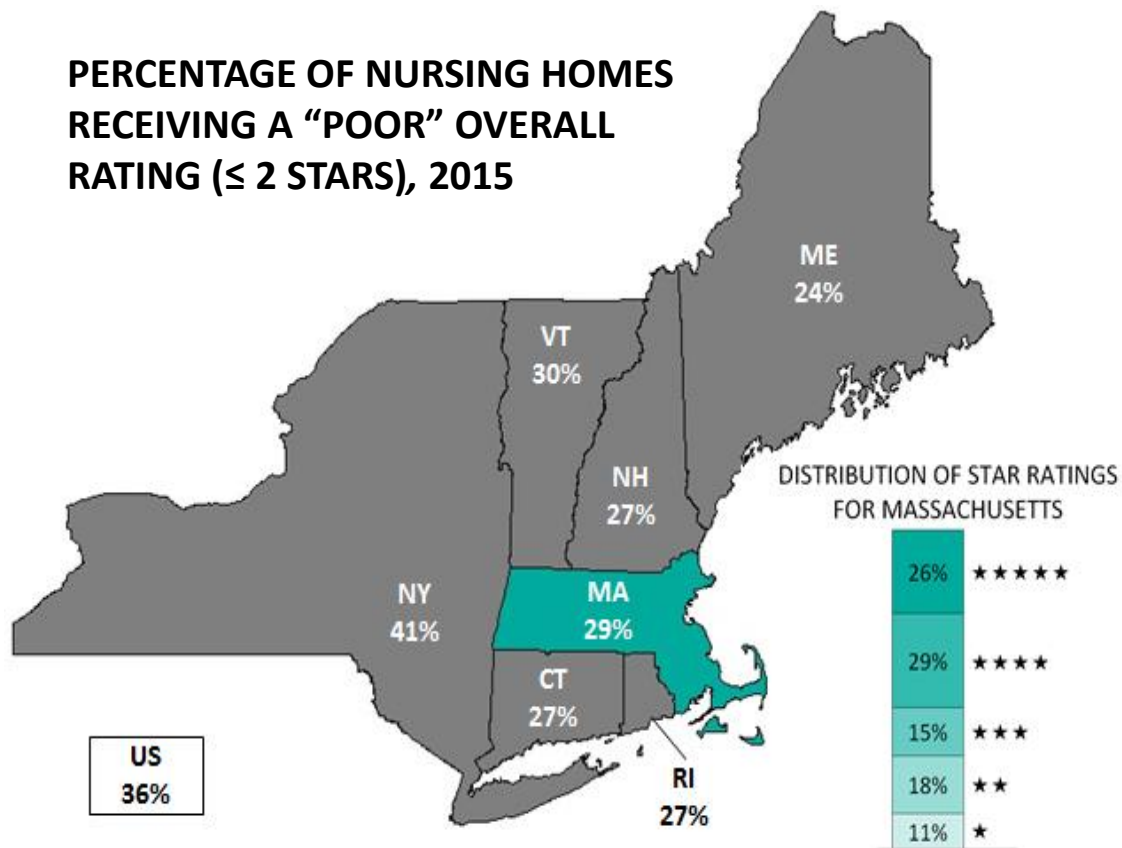 PERCENTAGE OF NURSING HOMES
RECEIVING A “POOR” OVERALL
RATING (≤ 2 STARS), 2015
ME
24%
VT
30%
NH
27%
NY
41%
MA
29%
CT
27%
RI
27%
US
36%
DISTRIBUTION OF STAR RATINGS
FOR MASSACHUSETTS
26% ★★★★★
29% ★★★★
15% ★★★
18% ★★
11% ★